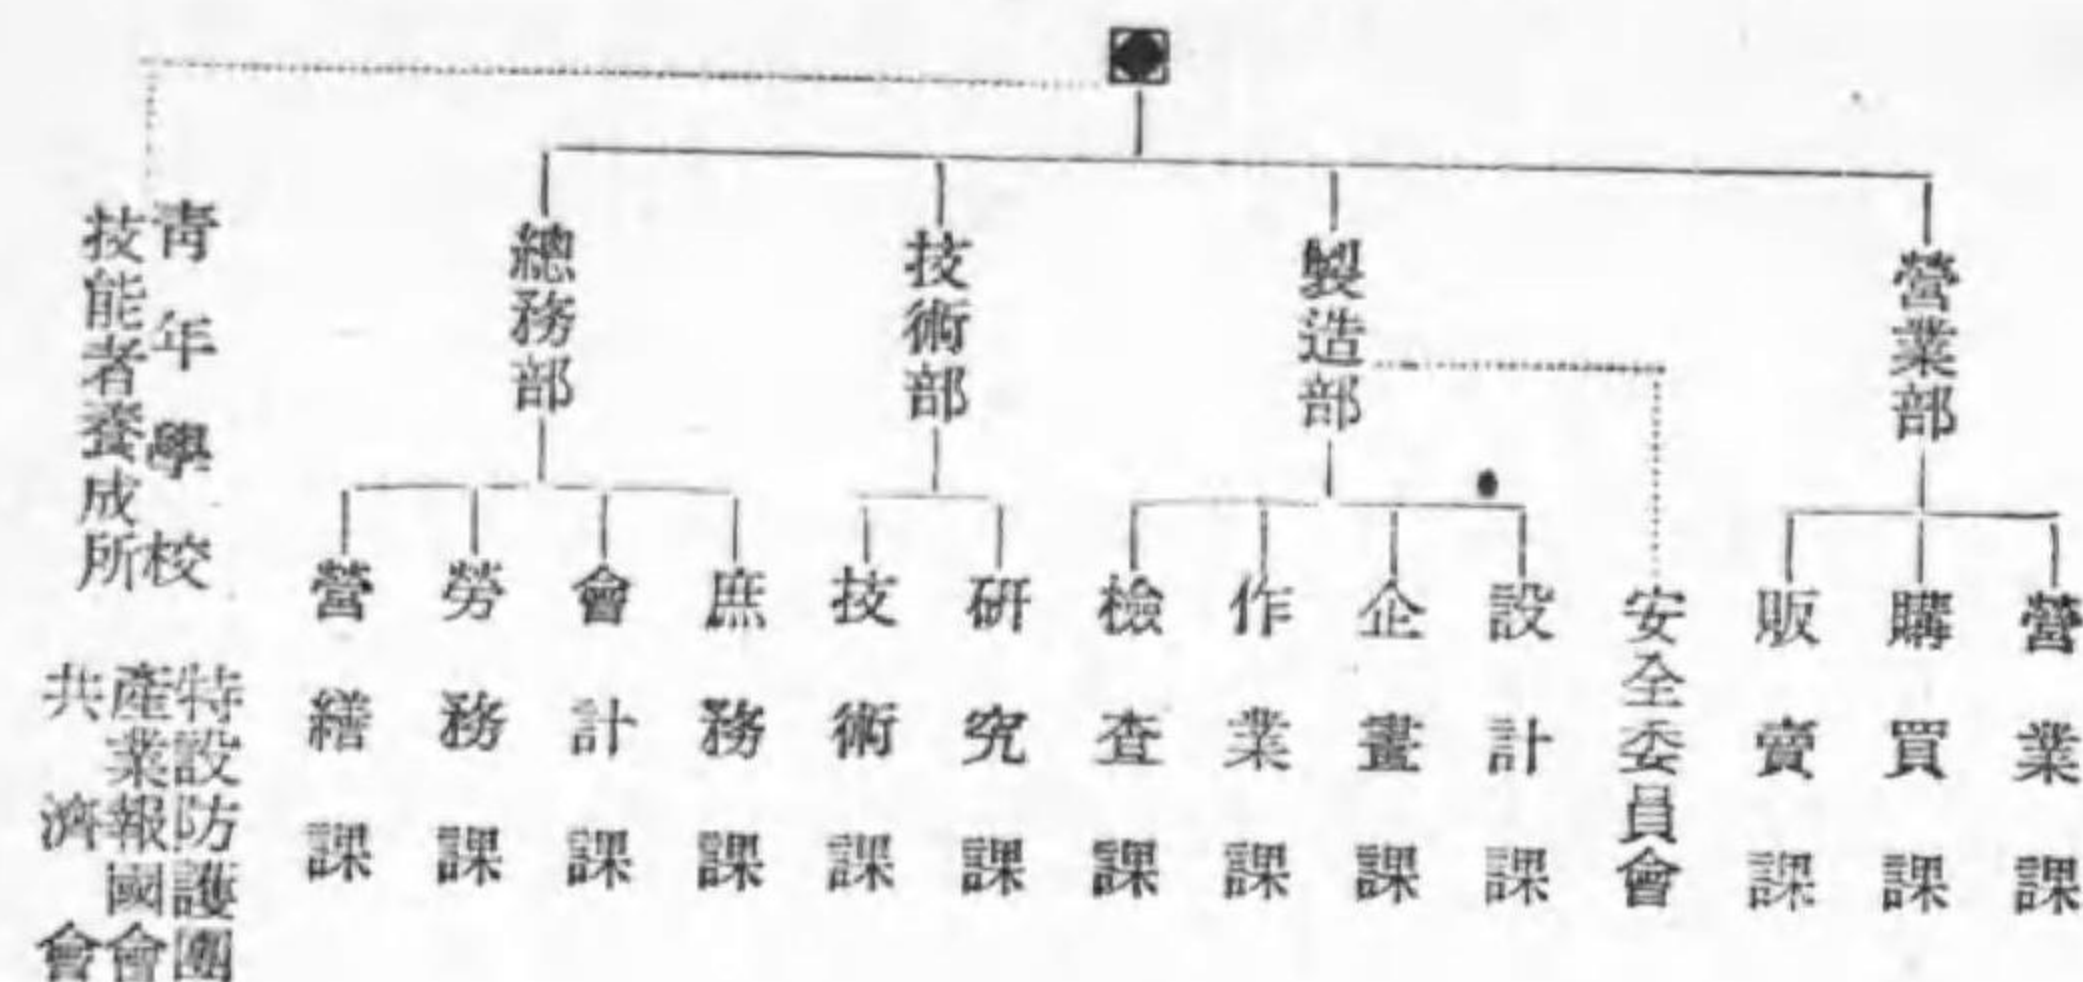 營業部
製造部
技術部
總務部
營業課
購買課
販賣課
安全委員會
設計課
企畫課
作業課
檢査課
研究課
技術課
庶務課
會計課
勞務課
營繕課
靑年學校
技能者養成所
特設防護團
產業報國會
共濟會